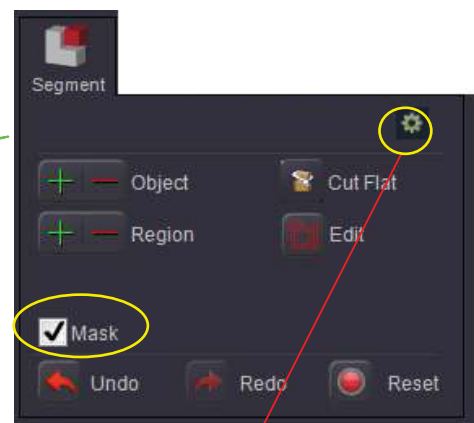 Segment
Object Cut Flat
Region Edit
Mask
Undo Redo Reset